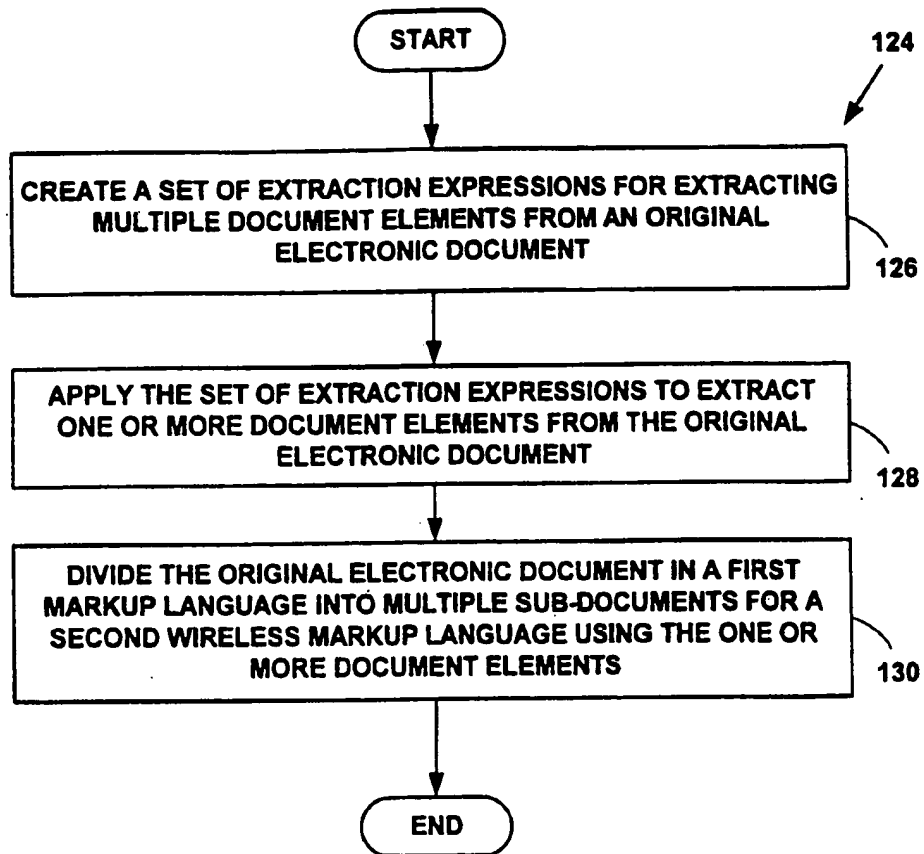 START
124
CREATE A SET OF EXTRACTION EXPRESSIONS FOR EXTRACTING
MULTIPLE DOCUMENT ELEMENTS FROM AN ORIGINAL
ELECTRONIC DOCUMENT
126
APPLY THE SET OF EXTRACTION EXPRESSIONS TO EXTRACT
ONE OR MORE DOCUMENT ELEMENTS FROM THE ORIGINAL
ELECTRONIC DOCUMENT
128
DIVIDE THE ORIGINAL ELECTRONIC DOCUMENT IN A FIRST
MARKUP LANGUAGE INTO MULTIPLE SUB-DOCUMENTS FOR A
SECOND WIRELESS MARKUP LANGUAGE USING THE ONE OR
MORE DOCUMENT ELEMENTS
130
END